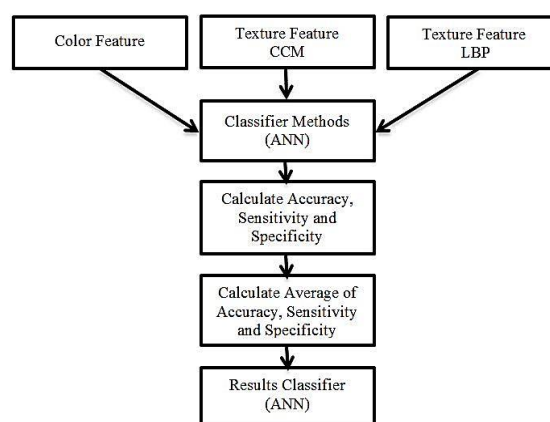 Color Feature
Texture Feature
CCM
Texture Feature
LBP
Classifier Methods
(ANN)
Calculate Accuracy,
Sensitivity and
Specificity
Calculate Average of
Accuracy, Sensitivity
and Specificity
Results Classifier
(ANN)